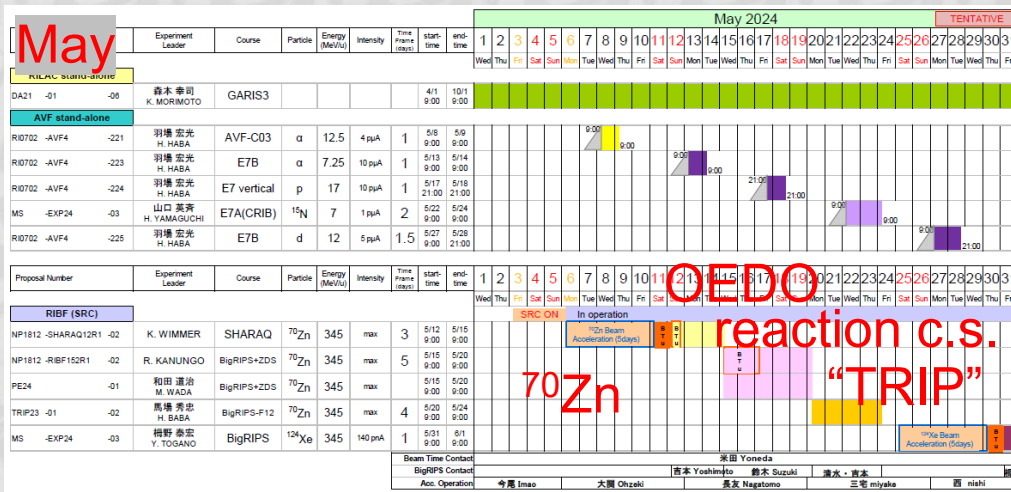 May
May 2024
TENTATIVE
Experiment Leader Course Particle Energy (MeV/u) Intensity Time Frame (days) start-time end-time 1 2 3 4 5 6 7 8 9 10 11 12 13 14 15 16 17 18 19 20 21 22 23 24 25 26 27 28 29 30 3
Wed Thu Fri Sat Sun Mon Tue Wed Thu Fri Sat Sun Mon Tue Wed Thu Fri Sat Sun Mon Tue Wed Thu Fri Sat Sun Mon Tue Wed Thu
RILAC stand-alone
DA21 -01 -06 森本 幸司 K. MORIMOTO GARIS3 4/1 9:00 10/1 9:00
AVF stand-alone
RI0702 -AVF4 -221 羽場 宏光 H. HABA AVF-C03 α 12.5 4 pμA 1 5/8 9:00 5/9 9:00 9:00 9:00
RI0702 -AVF4 -223 羽場 宏光 H. HABA E7B α 7.25 10 pμA 1 5/13 9:00 5/14 9:00 9:00 9:00
RI0702 -AVF4 -224 羽場 宏光 H. HABA E7 vertical p 17 10 pμA 1 5/17 21:00 5/18 21:00 21:00 21:00
MS -EXP24 -03 山口 英斉 H. YAMAGUCHI E7A(CRIB) ¹⁵N 7 1 pμA 2 5/22 9:00 5/24 9:00 9:00 9:00
RI0702 -AVF4 -225 羽場 宏光 H. HABA E7B d 12 5 pμA 1.5 5/27 9:00 5/28 21:00 9:00 21:00
Proposal Number Experiment Leader Course Particle Energy (MeV/u) Intensity Time Frame (days) start-time end-time 1 2 3 4 5 6 7 8 9 10 11 12 13 14 15 16 17 18 19 20 21 22 23 24 25 26 27 28 29 30 3
Wed Thu Fri Sat Sun Mon Tue Wed Thu Fri Sat Sun Mon Tue Wed Thu Fri Sat Sun Mon Tue Wed Thu Fri Sat Sun Mon Tue Wed Thu
OEDO
RIBF (SRC) SRC ON In operation
NP1812 -SHARAQ12R1 -02 K. WIMMER SHARAQ ⁷⁰Zn 345 max 3 5/12 9:00 5/15 9:00 ⁷⁰Zn Beam Acceleration (5days) BTu BTu
reaction c.s.
NP1812 -RIBF152R1 -02 R. KANUNGO BigRIPS+ZDS ⁷⁰Zn 345 max 5 5/15 9:00 5/20 9:00 BTu
PE24 -01 和田 道治 M. WADA BigRIPS+ZDS ⁷⁰Zn 345 max 5/15 9:00 5/20 9:00
⁷⁰Zn
“TRIP”
TRIP23 -01 -02 馬場 秀忠 H. BABA BigRIPS-F12 ⁷⁰Zn 345 max 4 5/20 9:00 5/24 9:00
MS -EXP24 -03 栂野 泰宏 Y. TOGANO BigRIPS ¹²⁴Xe 345 140 pnA 1 5/31 9:00 6/1 9:00 ¹²⁴Xe Beam Acceleration (5days) BTu
Beam Time Contact 米田 Yoneda
BigRIPS Contact 吉本 Yoshimoto 鈴木 Suzuki 清水・吉本
Acc. Operation 今尾 Imao 大関 Ohzeki 長友 Nagatomo 三宅 miyake 西 nishi